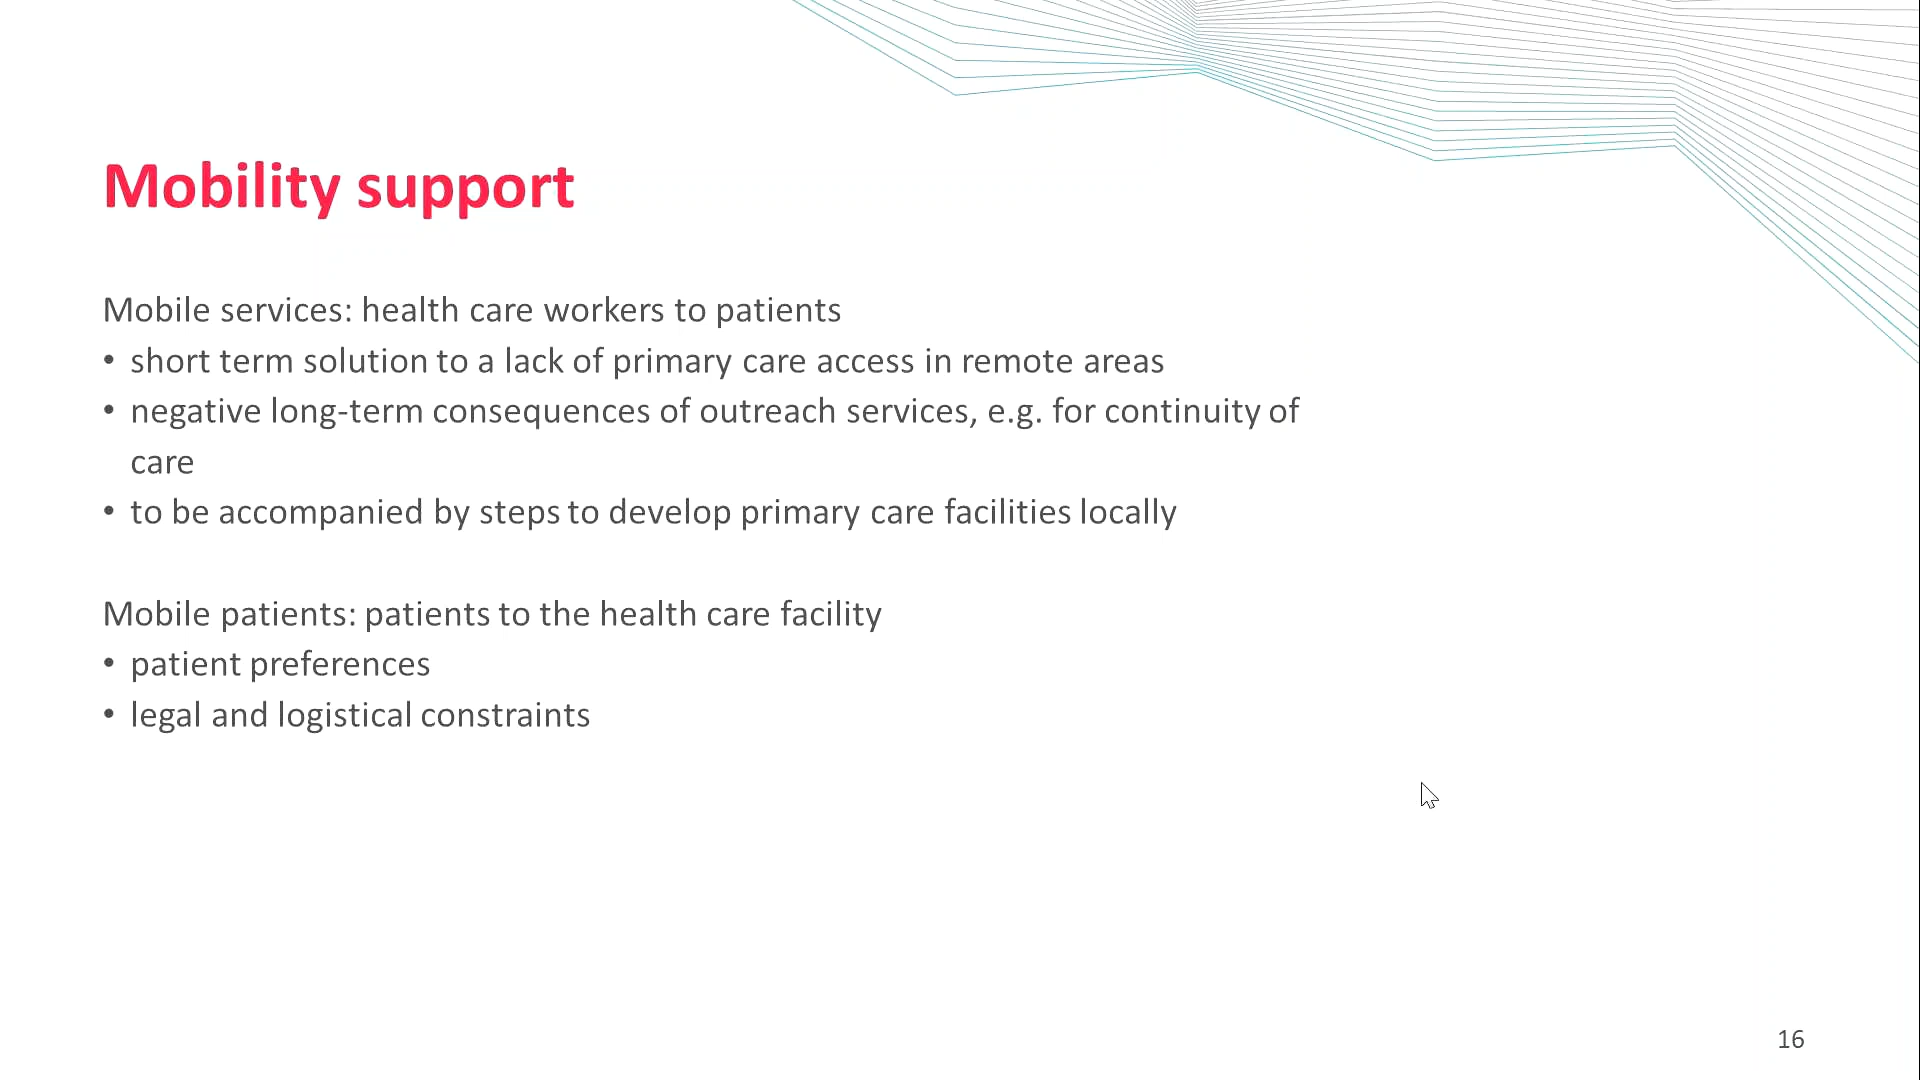 Mobility support
Mobile services: health care workers to patients
• short term solution to a lack of primary care access in remote areas
• negative long-term consequences of outreach services, e.g. for continuity of
care
• to be accompanied by steps to develop primary care facilities locally
Mobile patients: patients to the health care facility
• patient preferences
• legal and logistical constraints
16